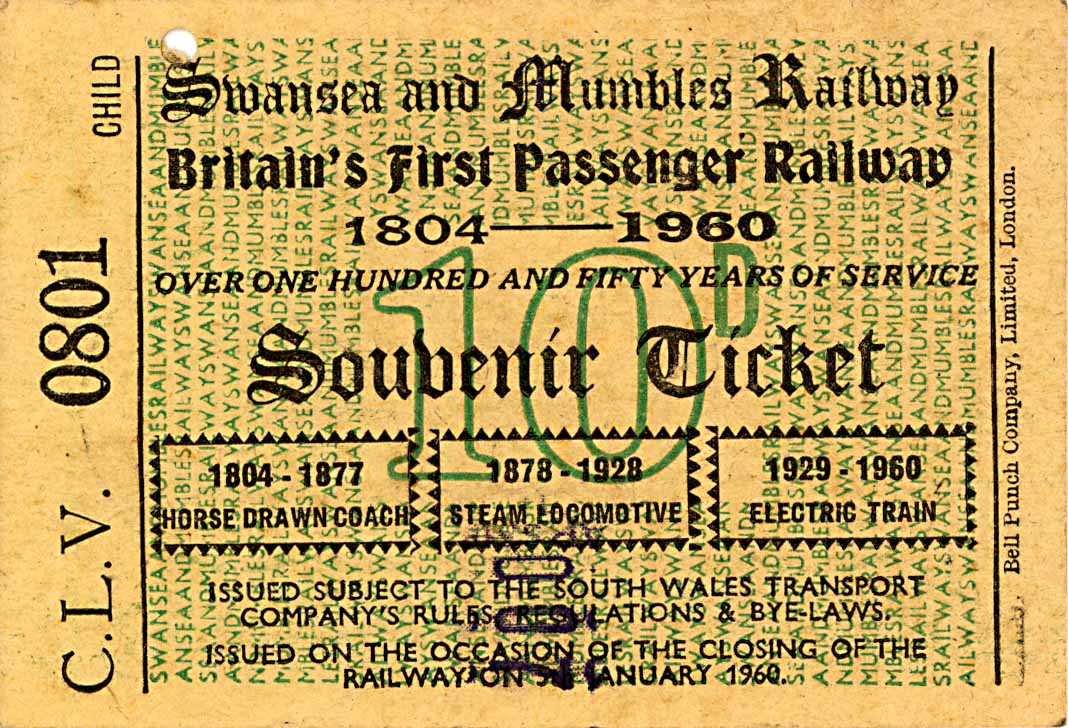 Swansea and Mumbles Railway
Britain's First Passenger Railway
1804——1960
OVER ONE HUNDRED AND FIFTY YEARS OF SERVICE
10D
Souvenir Ticket
1804 - 1877
HORSE DRAWN COACH
1878 - 1928
STEAM LOCOMOTIVE
1929 - 1960
ELECTRIC TRAIN
ISSUED SUBJECT TO THE SOUTH WALES TRANSPORT
COMPANY'S RULES, REGULATIONS & BYE-LAWS.
ISSUED ON THE OCCASION OF THE CLOSING OF THE
RAILWAY ON JANUARY 1960.
C.L.V. 0801
CHILD
Bell Punch Company, Limited, London.